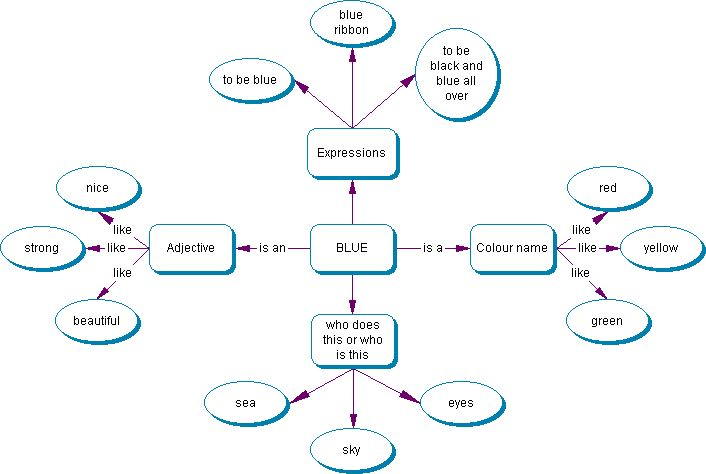 blue
ribbon
to be
black and
blue all
over
to be blue
Expressions
nice
red
like
like
strong
like
Adjective
is an
BLUE
is a
Colour name
like
yellow
like
like
beautiful
green
who does
this or who
is this
sea
eyes
sky